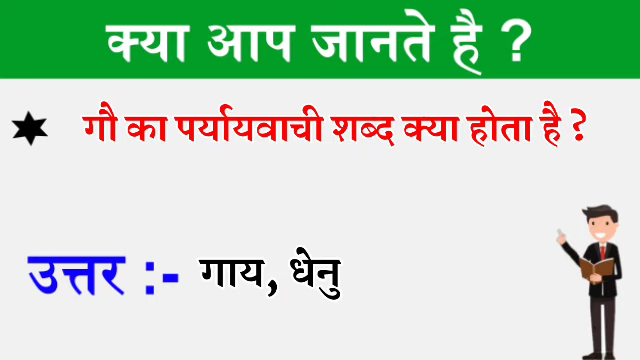 क्या आप जानते है ?
गौ का पर्यायवाची शब्द क्या होता है ?
उत्तर :- गाय, धेनु